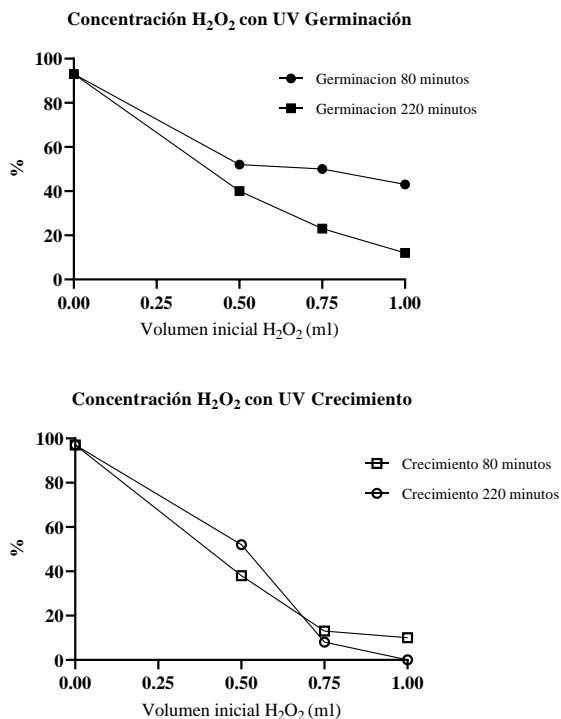 Concentración H₂O₂ con UV Germinación
100
80
60
40
20
0
%
Germinacion 80 minutos
Germinacion 220 minutos
0.00 0.25 0.50 0.75 1.00
Volumen inicial H₂O₂ (ml)
Concentración H₂O₂ con UV Crecimiento
100
80
60
40
20
0
%
Crecimiento 80 minutos
Crecimiento 220 minutos
0.00 0.25 0.50 0.75 1.00
Volumen inicial H₂O₂ (ml)